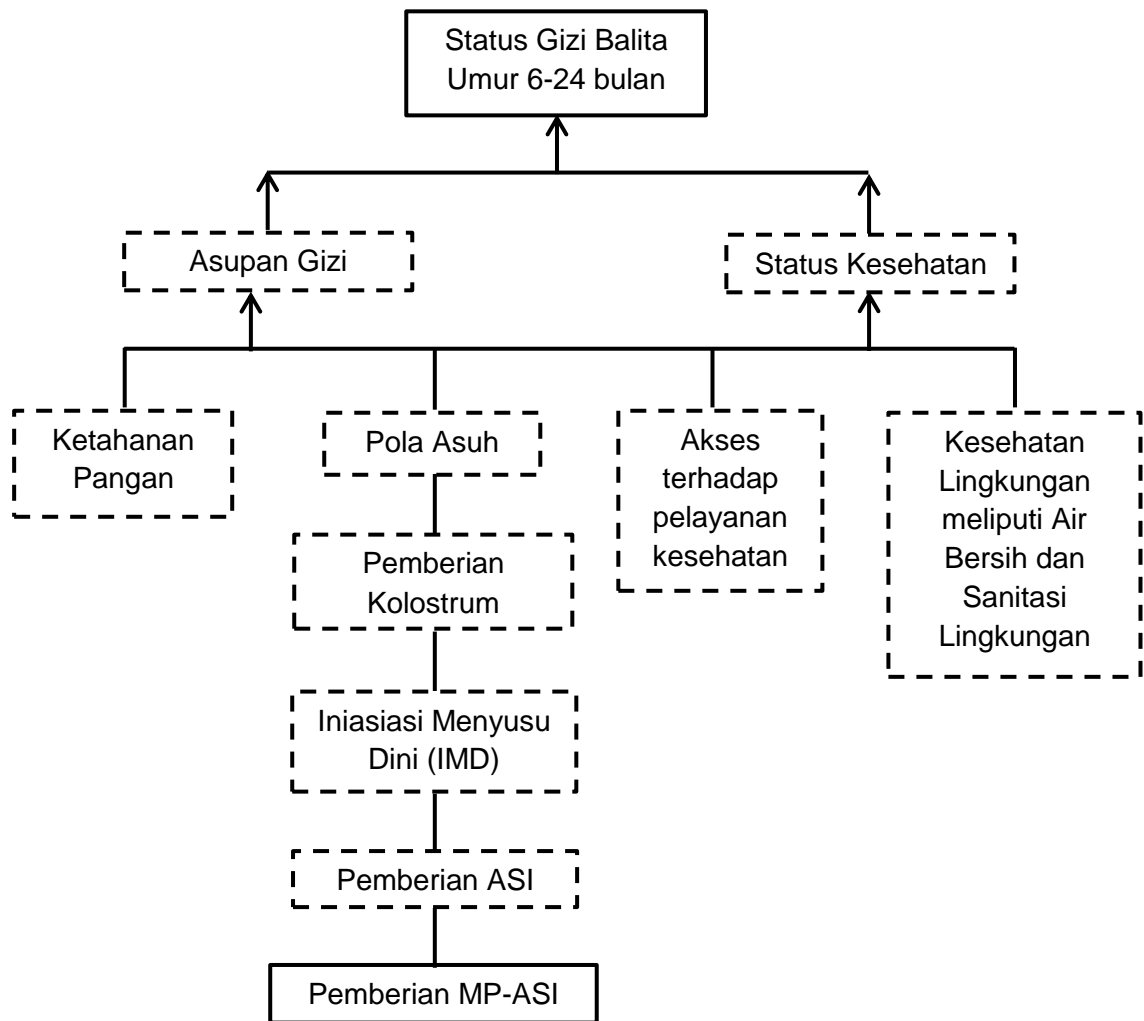 Status Gizi Balita
Umur 6-24 bulan
Asupan Gizi
Status Kesehatan
Ketahanan
Pangan
Pola Asuh
Akses
terhadap
pelayanan
kesehatan
Kesehatan
Lingkungan
meliputi Air
Bersih dan
Sanitasi
Lingkungan
Pemberian
Kolostrum
Iniasiasi Menyusu
Dini (IMD)
Pemberian ASI
Pemberian MP-ASI